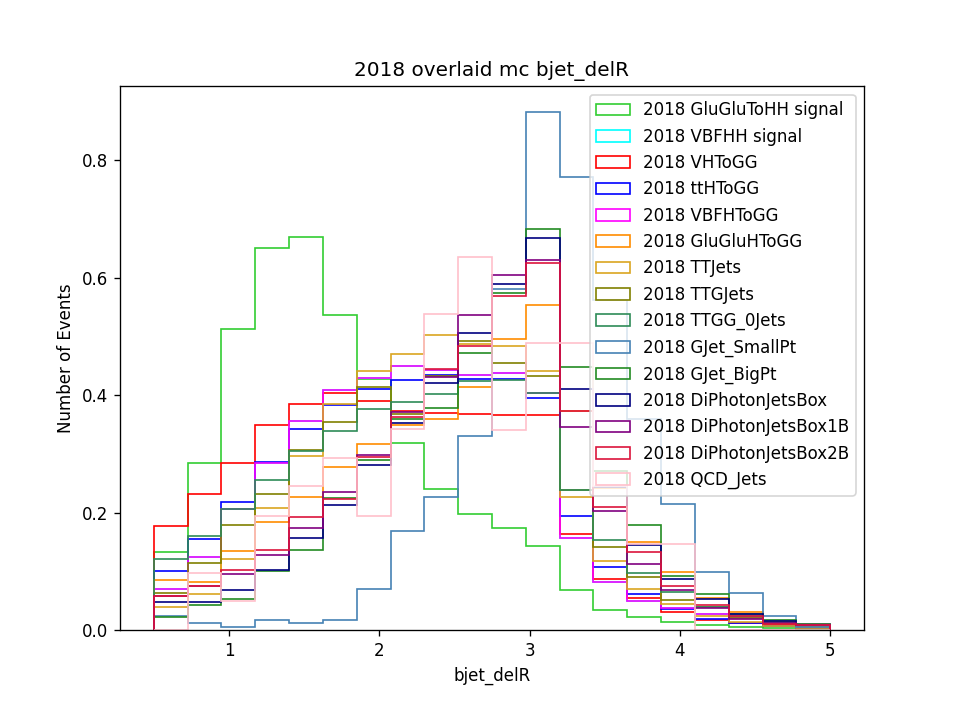 2018 overlaid mc bjet_delR
Number of Events
0.8
0.6
0.4
0.2
0.0
1
2
3
4
5
bjet_delR
2018 GluGluToHH signal
2018 VBFHH signal
2018 VHToGG
2018 ttHToGG
2018 VBFHToGG
2018 GluGluHToGG
2018 TTJets
2018 TTGJets
2018 TTGG_0Jets
2018 GJet_SmallPt
2018 GJet_BigPt
2018 DiPhotonJetsBox
2018 DiPhotonJetsBox1B
2018 DiPhotonJetsBox2B
2018 QCD_Jets